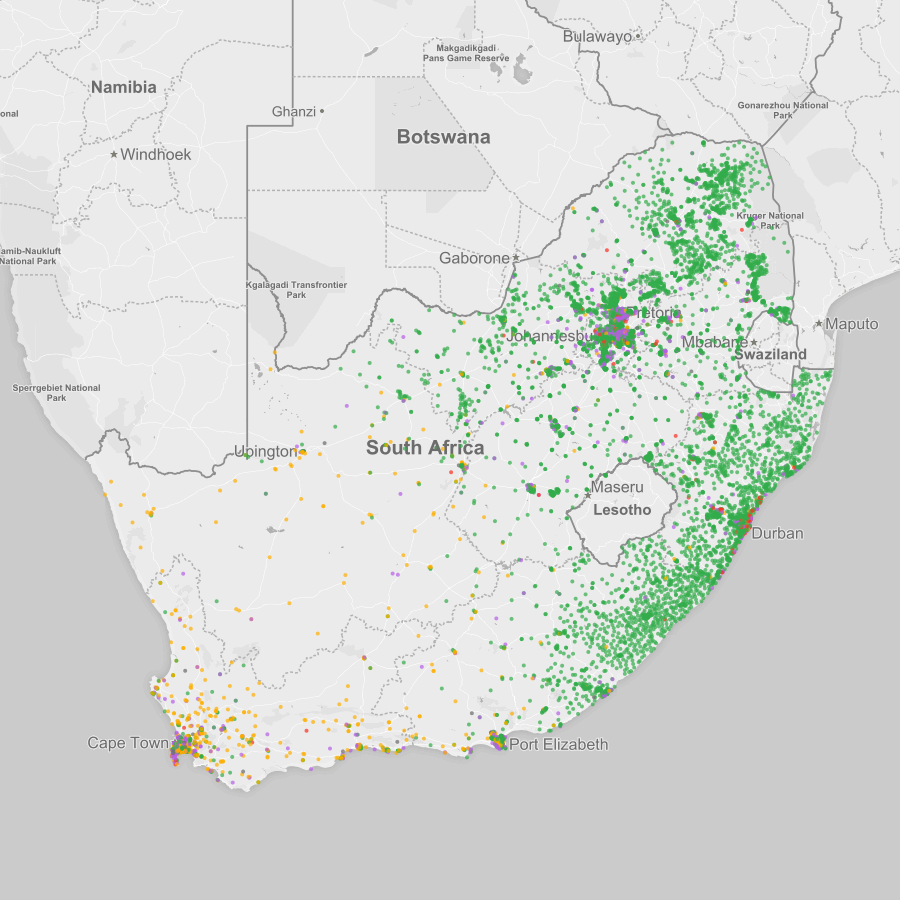 Bulawayo
Makgadikgadi
Pans Game Reserve
Namibia
Ghanzi
onal
Gonarezhou National
Park
Botswana
Windhoek
Kruger National
Park
amib-Naukluft
National Park
Gaborone
Kgalagadi Transfrontier
Park
Pretoria
Maputo
Johannesbu
Mbabane
Swaziland
Sperrgebiet National
Park
Upington
South Africa
Maseru
Lesotho
Durban
Cape Town
Port Elizabeth